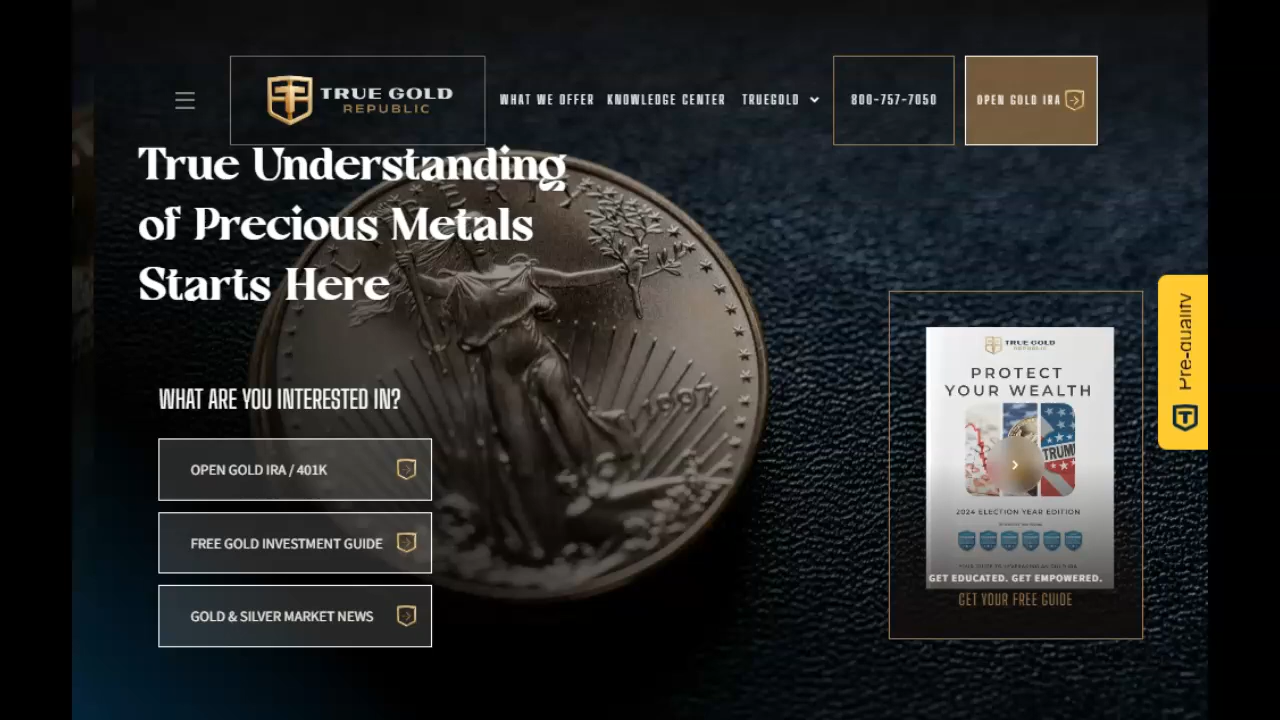 TRUE GOLD
REPUBLIC
WHAT WE OFFER KNOWLEDGE CENTER TRUEGOLD
800-757-7050
OPEN GOLD IRA
True Understanding
of Precious Metals
Starts Here
WHAT ARE YOU INTERESTED IN?
OPEN GOLD IRA / 401K
FREE GOLD INVESTMENT GUIDE
GOLD & SILVER MARKET NEWS
1997
TRUE GOLD
REPUBLIC
PROTECT
YOUR WEALTH
TRUM
2024 ELECTION YEAR EDITION
GET EDUCATED. GET EMPOWERED.
GET YOUR FREE GUIDE
Pre-qualify